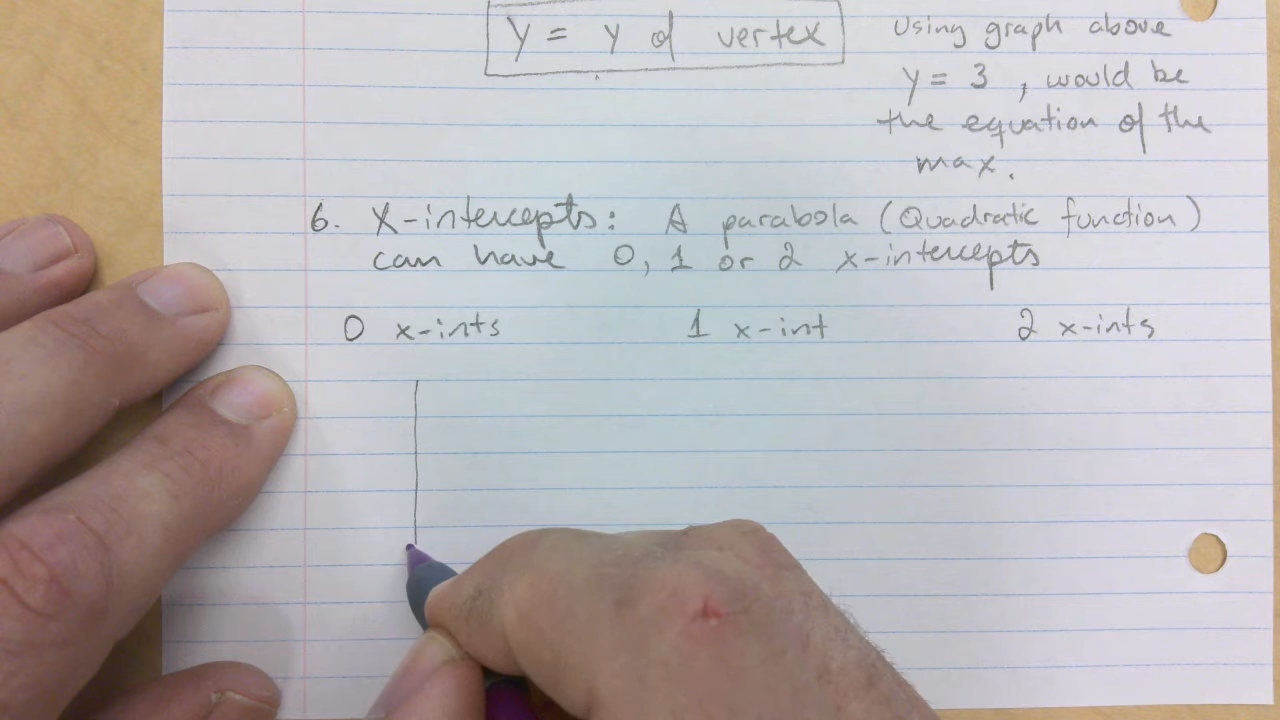 y = y of vertex
Using graph above
y = 3 , would be
the equation of the
max.
6. X-intercepts: A parabola (Quadratic function)
can have 0, 1 or 2 x-intercepts
0 x-ints 1 x-int 2 x-ints